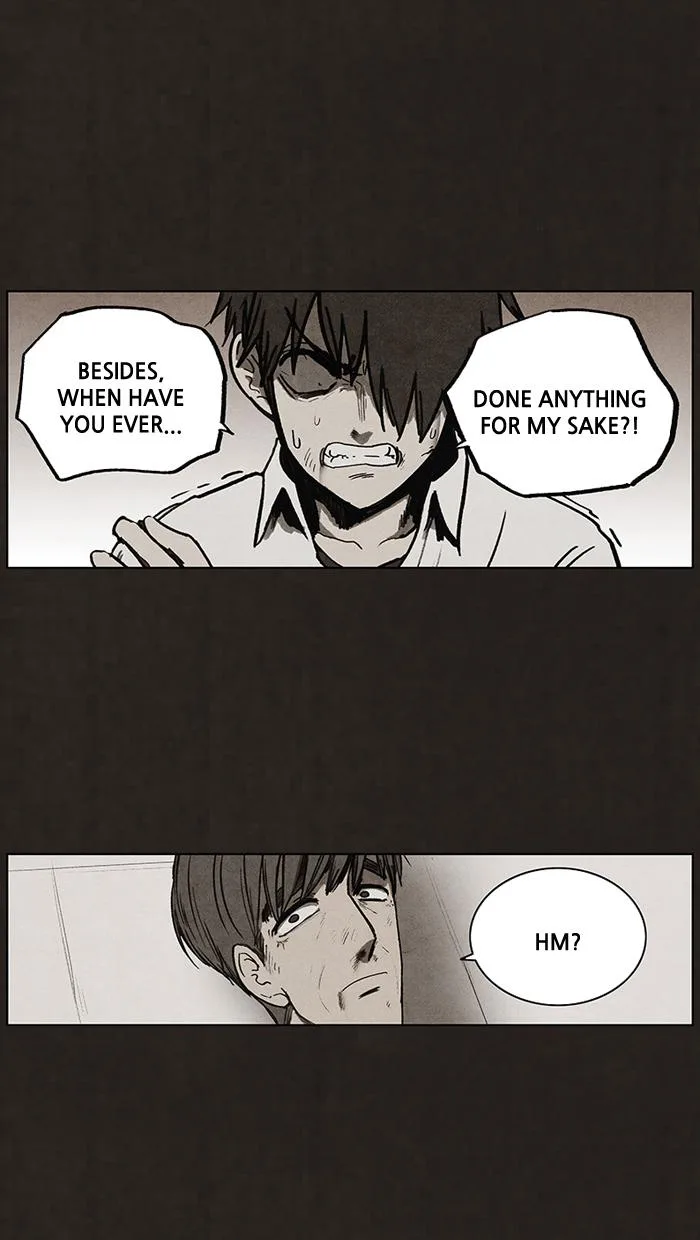 BESIDES,
WHEN HAVE
YOU EVER...
DONE ANYTHING
FOR MY SAKE?!
HM?